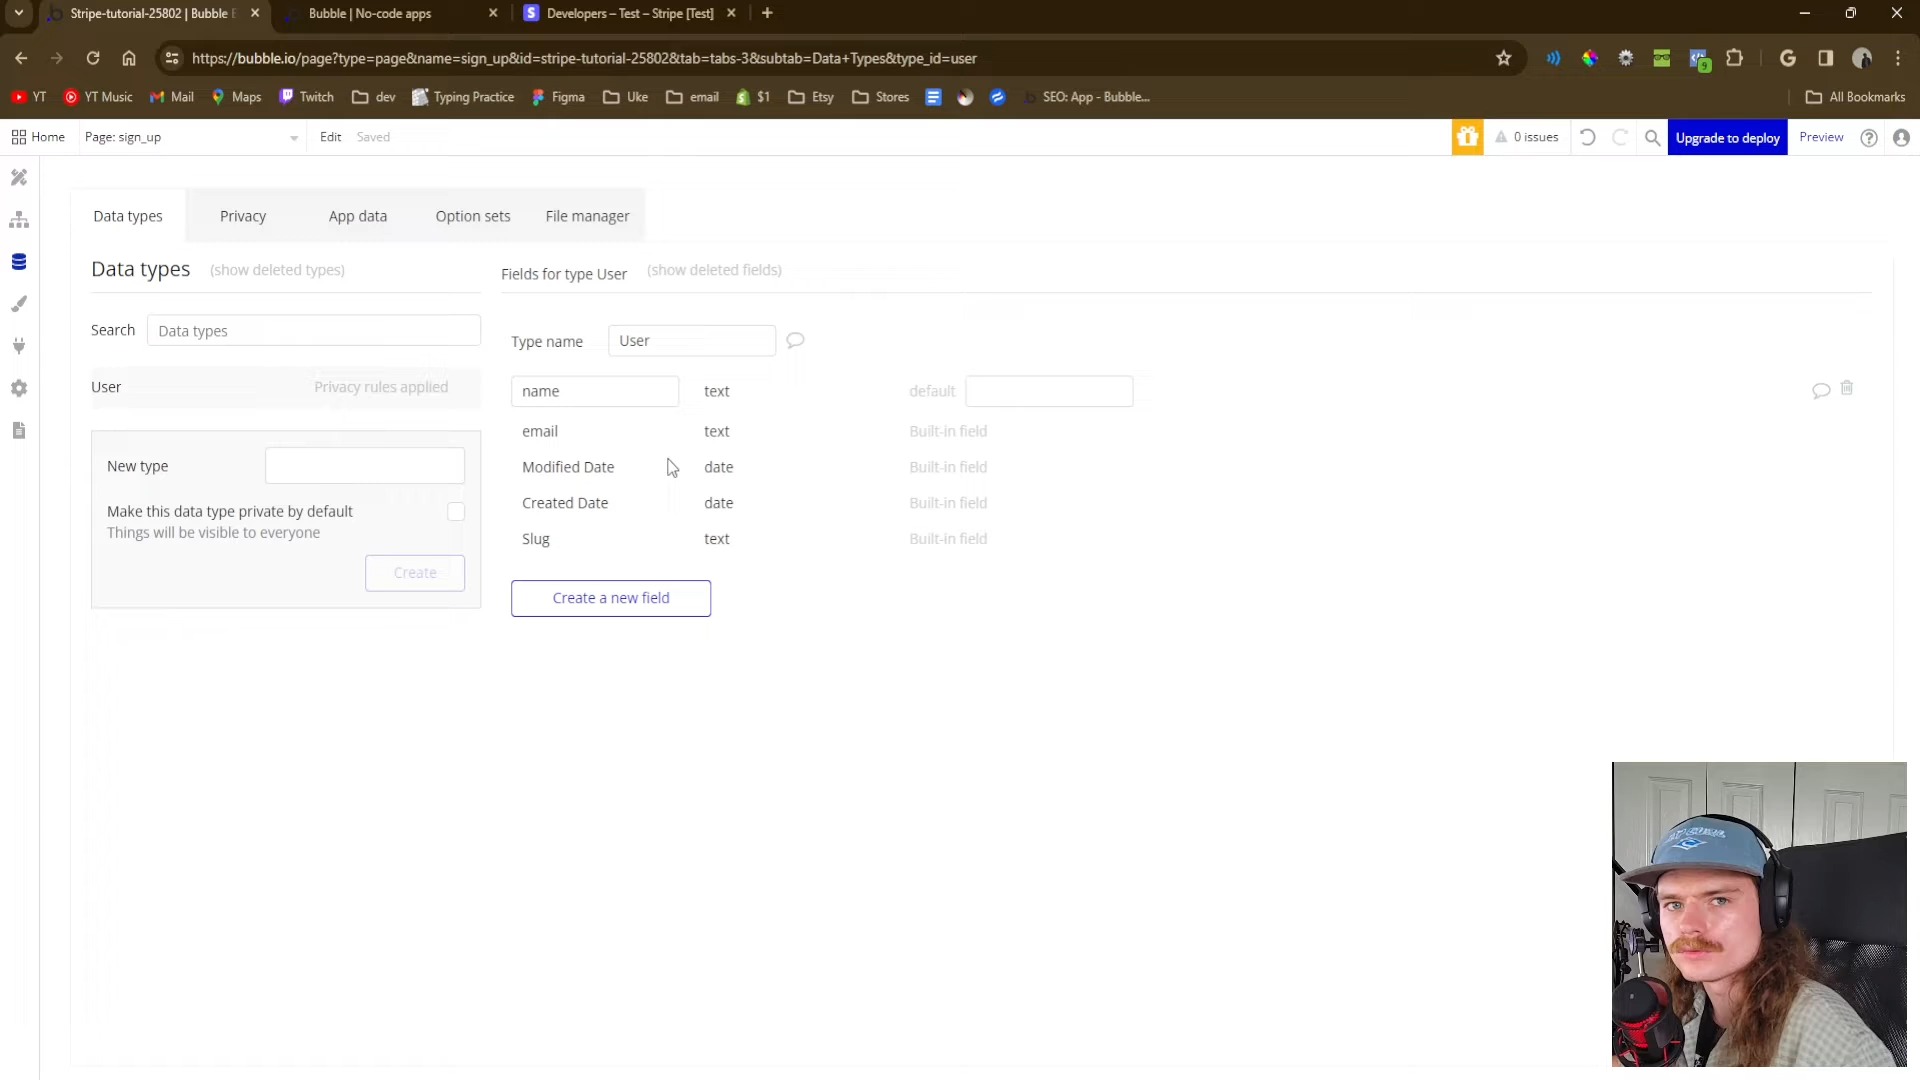 Stripe-tutorial-25802 | Bubble E
Bubble | No-code apps
Developers – Test – Stripe [Test]
https://bubble.io/page?type=page&name=sign_up&id=stripe-tutorial-25802&tab=tabs-3&subtab=Data+Types&type_id=user
9
YT
YT Music
Mail
Maps
Twitch
dev
Typing Practice
Figma
Uke
email
$1
Etsy
Stores
SEO: App - Bubble...
All Bookmarks
Home
Page: sign_up
Edit
Saved
0 issues
Upgrade to deploy
Preview
Data types
Privacy
App data
Option sets
File manager
Data types (show deleted types)
Search Data types
User Privacy rules applied
New type
Make this data type private by default
Things will be visible to everyone
Create
Fields for type User (show deleted fields)
Type name User
name text default
email text Built-in field
Modified Date date Built-in field
Created Date date Built-in field
Slug text Built-in field
Create a new field